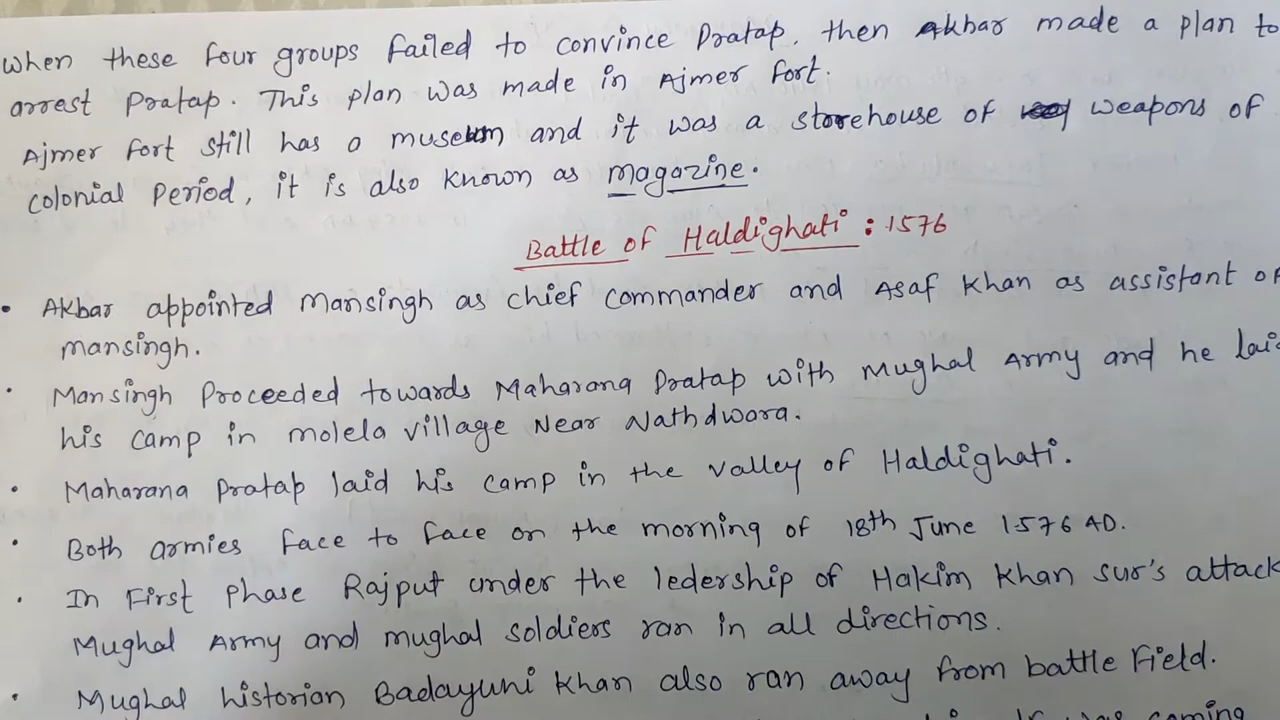 when these four groups failed to convince Pratap. then Akbar made a plan to
arrest Pratap. This plan was made in Ajmer fort.
Ajmer fort still has a museum and it was a storehouse of weapons of
colonial Period, it is also known as magazine.
Battle of Haldighati : 1576
• Akbar appointed Mansingh as chief commander and Asaf Khan as assistant of
mansingh.
• Mansingh Proceeded towards Maharana Pratap with Mughal Army and he laid
his camp in molela village Near Nathdwara.
• Maharana Pratap laid his camp in the valley of Haldighati.
• Both armies face to face on the morning of 18th June 1576 AD.
• In First Phase Rajput under the ledership of Hakim Khan sur's attack
Mughal Army and mughal soldiers ran in all directions.
• Mughal historian Badayuni Khan also ran away from battle Field.
was coming